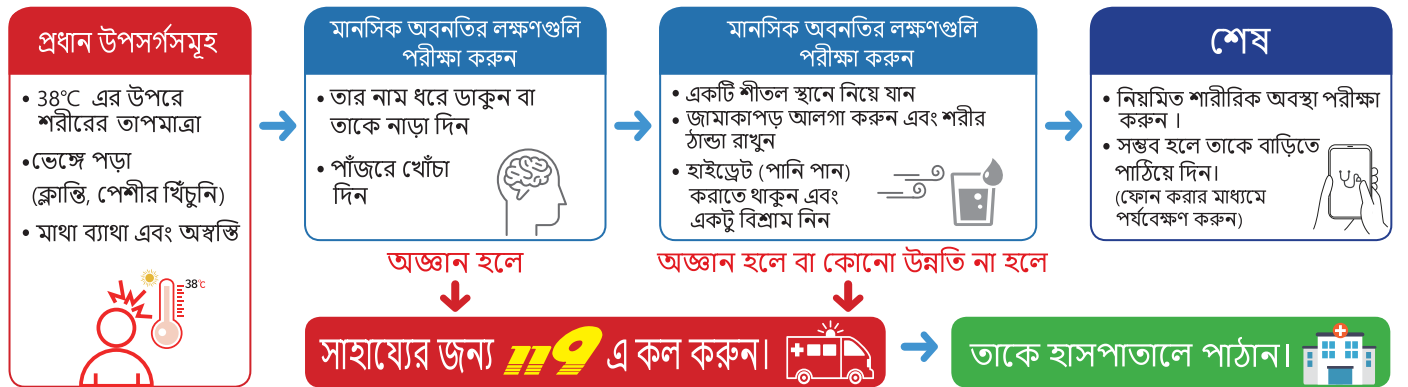 প্রধান উপসর্গসমূহ
• 38℃ এর উপরে
শরীরের তাপমাত্রা
•ভেঙ্গে পড়া
(ক্লান্তি, পেশীর খিঁচুনি)
• মাথা ব্যাথা এবং অস্বস্তি
38℃
মানসিক অবনতির লক্ষণগুলি
পরীক্ষা করুন
• তার নাম ধরে ডাকুন বা
তাকে নাড়া দিন
• পাঁজরে খোঁচা
দিন
মানসিক অবনতির লক্ষণগুলি
পরীক্ষা করুন
• একটি শীতল স্থানে নিয়ে যান
• জামাকাপড় আলগা করুন এবং শরীর
ঠান্ডা রাখুন
• হাইড্রেট (পানি পান)
করাতে থাকুন এবং
একটু বিশ্রাম নিন
শেষ
• নিয়মিত শারীরিক অবস্থা পরীক্ষা
করুন ।
• সম্ভব হলে তাকে বাড়িতে
পাঠিয়ে দিন।
(ফোন করার মাধ্যমে
পর্যবেক্ষণ করুন)
অজ্ঞান হলে
অজ্ঞান হলে বা কোনো উন্নতি না হলে
সাহায্যের জন্য 119 এ কল করুন।
তাকে হাসপাতালে পাঠান।